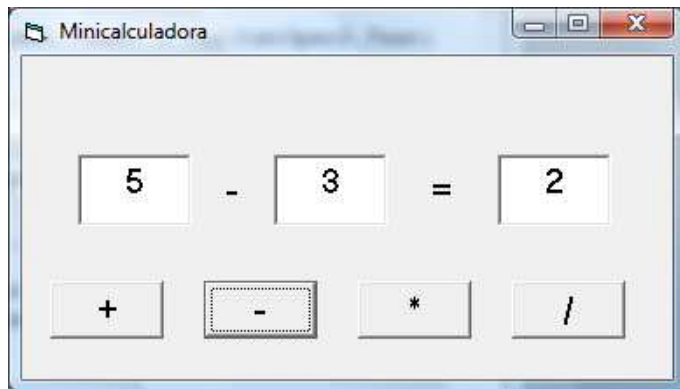 Minicalculadora
5 - 3 = 2
+ - * /